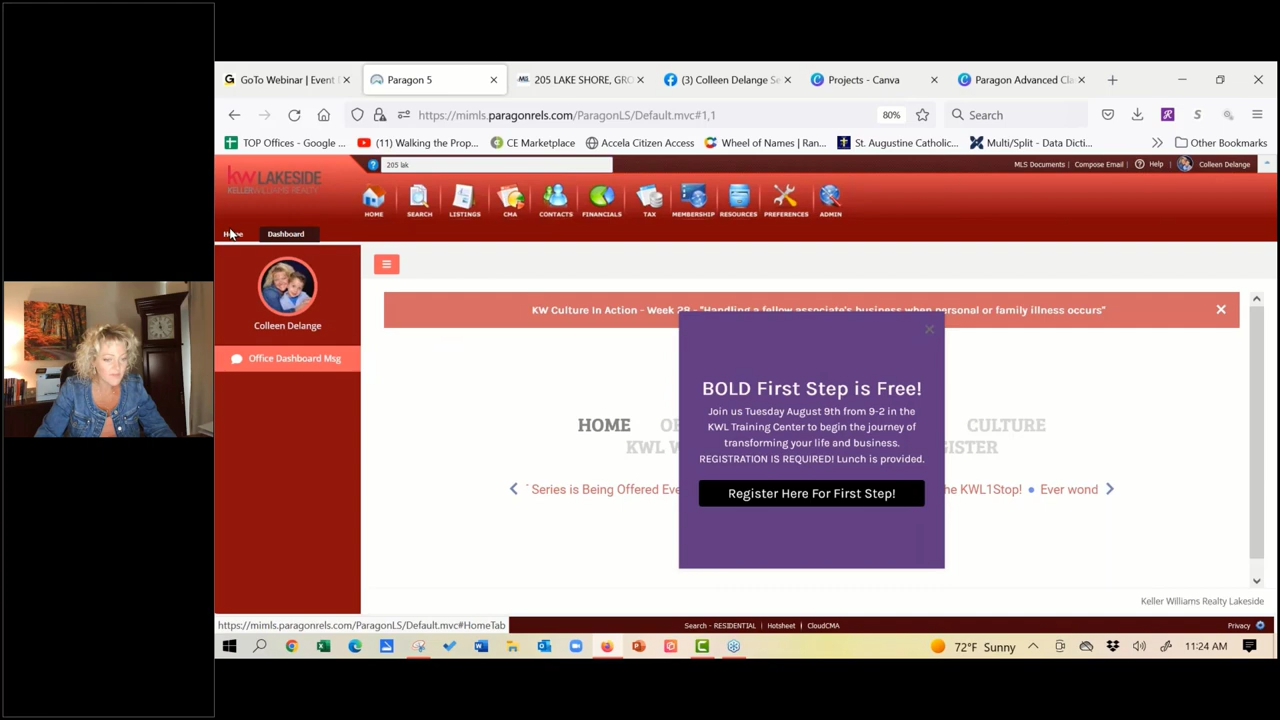 GoTo Webinar | Event
Paragon 5
205 LAKE SHORE, GRO
(3) Colleen Delange Se
Projects - Canva
Paragon Advanced Cla
https://mimls.paragonrels.com/ParagonLS/Default.mvc#1,1
80%
Search
TOP Offices - Google ...
(11) Walking the Prop...
CE Marketplace
Accela Citizen Access
Wheel of Names | Ran...
St. Augustine Catholic...
Multi/Split - Data Dicti...
Other Bookmarks
kw LAKESIDE
KELLERWILLIAMS REALTY
205 lak
MLS Documents
Compose Email
Help
Colleen Delange
HOME
SEARCH
LISTINGS
CMA
CONTACTS
FINANCIALS
TAX
MEMBERSHIP
RESOURCES
PREFERENCES
ADMIN
Dashboard
Colleen Delange
Office Dashboard Msg
KW Culture In Action - Week 28 - "Handling a fellow associate's business when personal or family illness occurs"
BOLD First Step is Free!
Join us Tuesday August 9th from 9-2 in the
KWL Training Center to begin the journey of
transforming your life and business.
REGISTRATION IS REQUIRED! Lunch is provided.
Register Here For First Step!
HOME
CULTURE
KWL
Series is Being Offered Eve
he KWL1Stop!
Ever wond
Keller Williams Realty Lakeside
https://mimls.paragonrels.com/ParagonLS/Default.mvc#HomeTab
Search - RESIDENTIAL | Hotsheet | CloudCMA
Privacy
72°F Sunny
11:24 AM